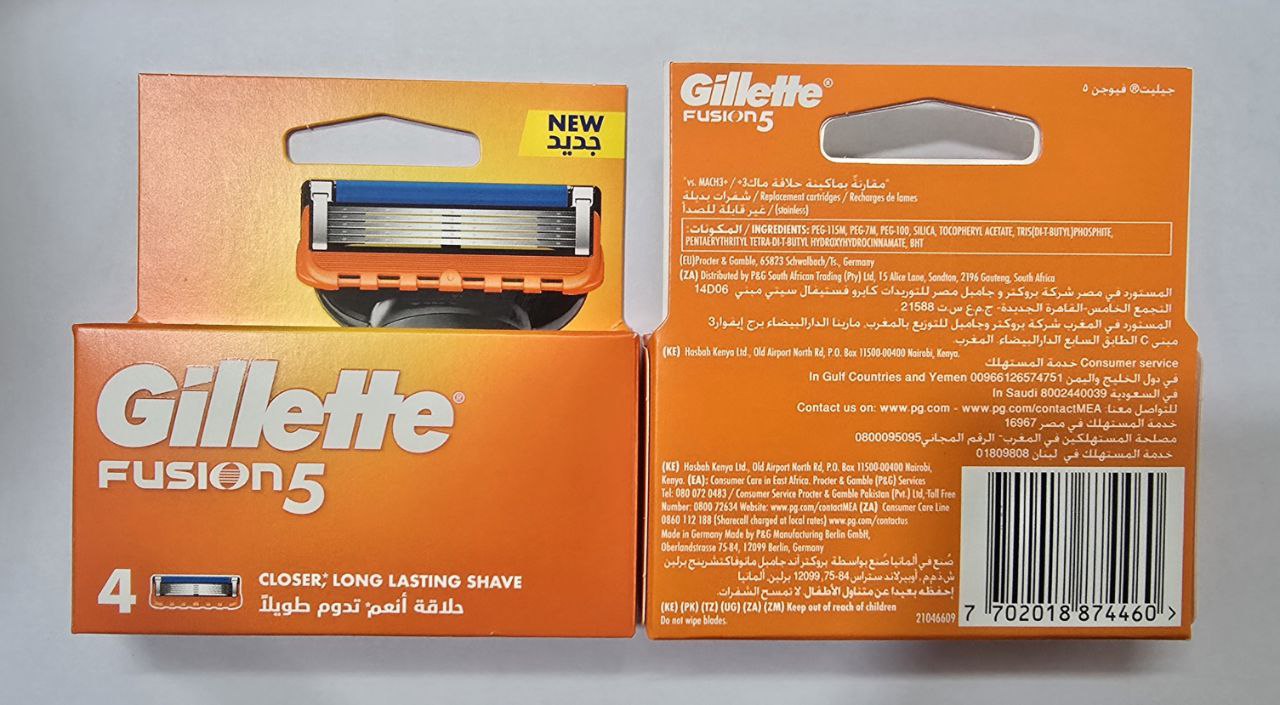 NEW
جديد
Gillette®
FUSION5
4
CLOSER,* LONG LASTING SHAVE
حلاقة أنعم* تدوم طويلاً
Gillette®
FUSION5
جيليت® فيوجن ٥
*vs. MACH3+ / مقارنةً بماكينة حلاقة ماك3+*
شفرات بديلة / Replacement cartridges / Recharges de lames
غير قابلة للصدأ / (stainless)
المكونات: / INGREDIENTS: PEG-115M, PEG-7M, PEG-100, SILICA, TOCOPHERYL ACETATE, TRIS(DI-T-BUTYL)PHOSPHITE,
PENTAERYTHRITYL TETRA-DI-T-BUTYL HYDROXYHYDROCINNAMATE, BHT
(EU)Procter & Gamble, 65823 Schwalbach/Ts., Germany
(ZA) Distributed by P&G South African Trading (Pty) Ltd, 15 Alice Lane, Sandton, 2196 Gauteng, South Africa
المستورد في مصر شركة بروكتر و جامبل مصر للتوريدات كايرو فستيفال سيتي مبنى 14D06
التجمع الخامس-القاهرة الجديدة- ج.م.ع س.ت 21588
المستورد في المغرب شركة بروكتر وجامبل للتوزيع بالمغرب. مارينا الدارالبيضاء برج إيفوار3
مبنى C الطابق السابع الدارالبيضاء. المغرب.
(KE) Hasbah Kenya Ltd., Old Airport North Rd, P.O. Box 11500-00400 Nairobi, Kenya.
Consumer service خدمة المستهلك
In Gulf Countries and Yemen 00966126574751 في دول الخليج واليمن
In Saudi 8002440039 في السعودية
Contact us on: www.pg.com - www.pg.com/contactMEA للتواصل معنا:
خدمة المستهلك في مصر 16967
مصلحة المستهلكين في المغرب- الرقم المجاني0800095095
خدمة المستهلك في لبنان 01809808
(KE) Hasbah Kenya Ltd., Old Airport North Rd, P.O. Box 11500-00400 Nairobi,
Kenya. (EA): Consumer Care in East Africa. Procter & Gamble (P&G) Services
Tel: 080 072 0483 / Consumer Service Procter & Gamble Pakistan (Pvt.) Ltd,-Toll Free
Number: 0800 72634 Website: www.pg.com/contactMEA (ZA) Consumer Care Line
0860 112 188 (Sharecall charged at local rates) www.pg.com/contactus
Made in Germany Made by P&G Manufacturing Berlin GmbH,
Oberlandstrasse 75-84, 12099 Berlin, Germany
صُنع في ألمانيا صُنع بواسطة بروكتر أند جامبل مانوفاكتشرينج برلين
ش.ذ.م.م. أوبيرلاند ستراس 84-75, 12099 برلين ألمانيا
إحفظه بعيدا عن متناول الأطفال لا تمسح الشفرات.
(KE) (PK) (TZ) (UG) (ZA) (ZM) Keep out of reach of children
Do not wipe blades.
21046609
7 702018 874460 >